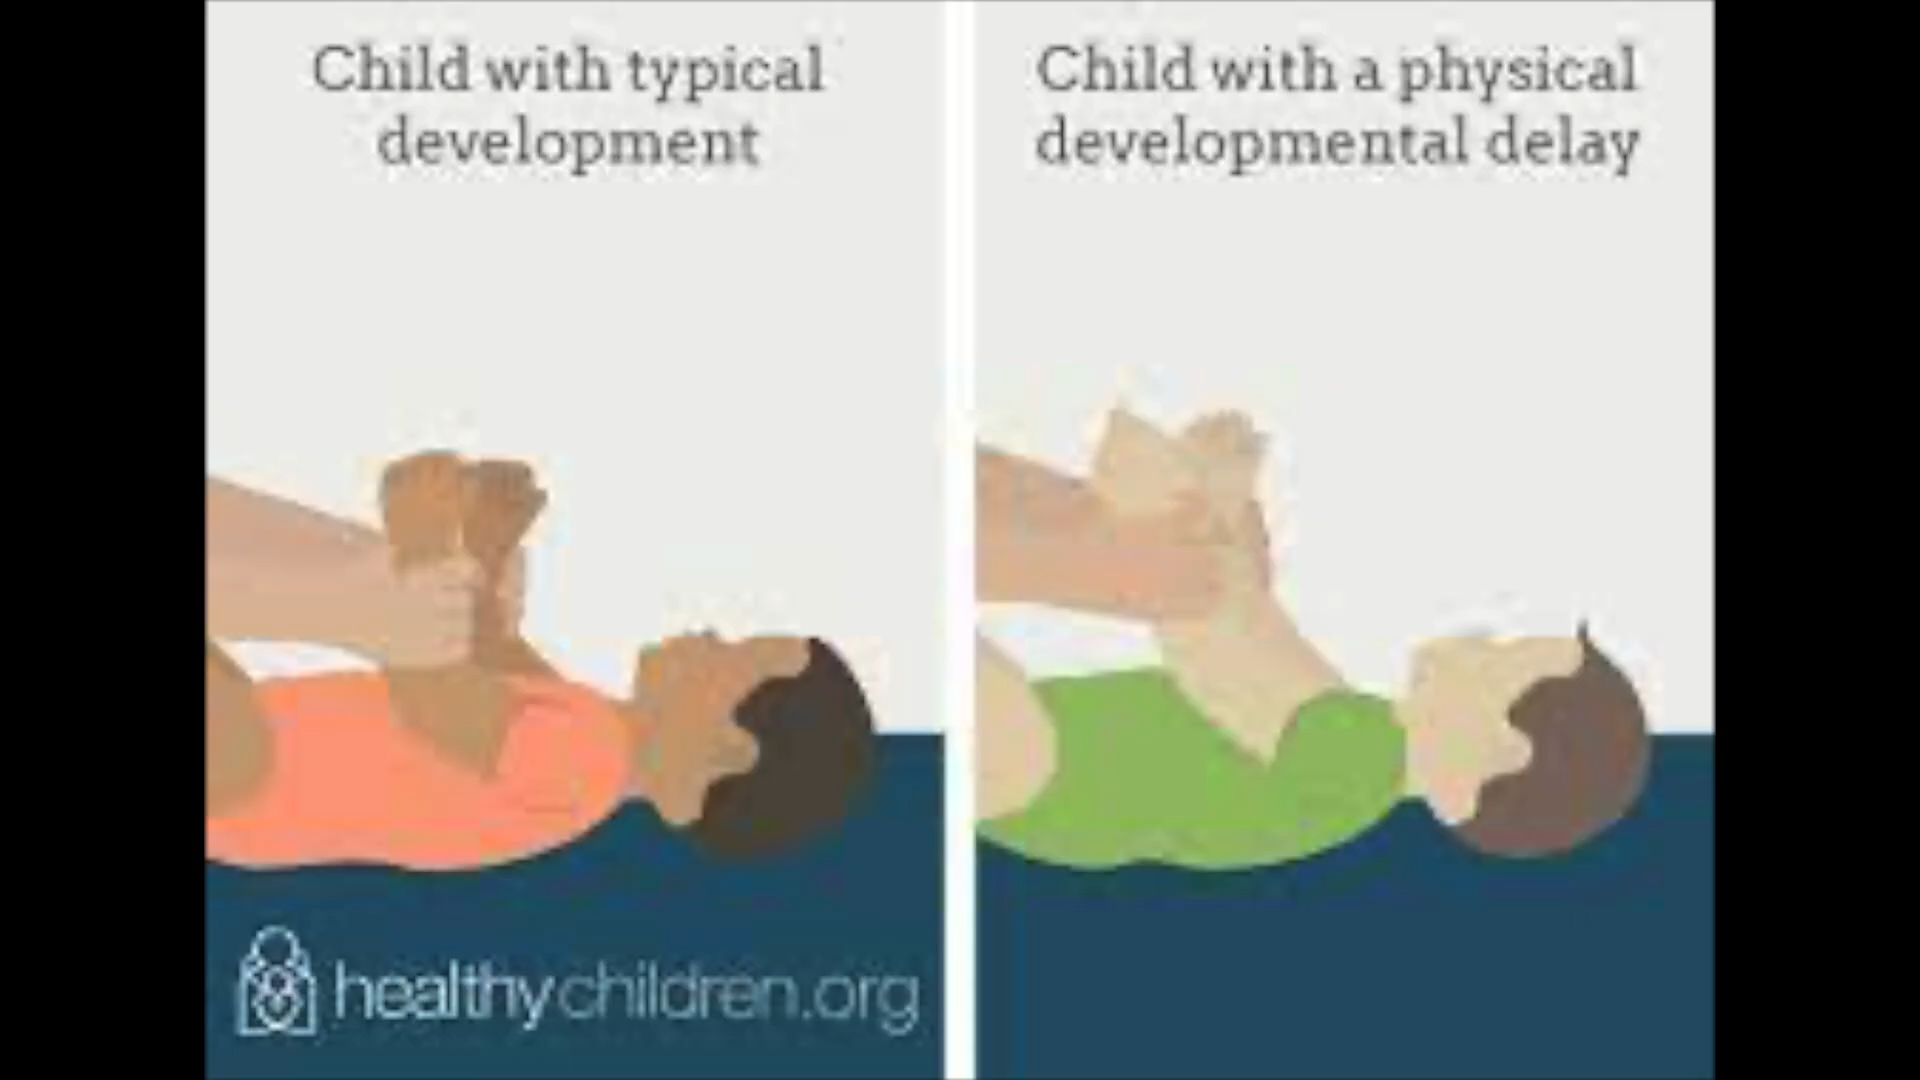 Child with typical
development
Child with a physical
developmental delay
healthychildren.org